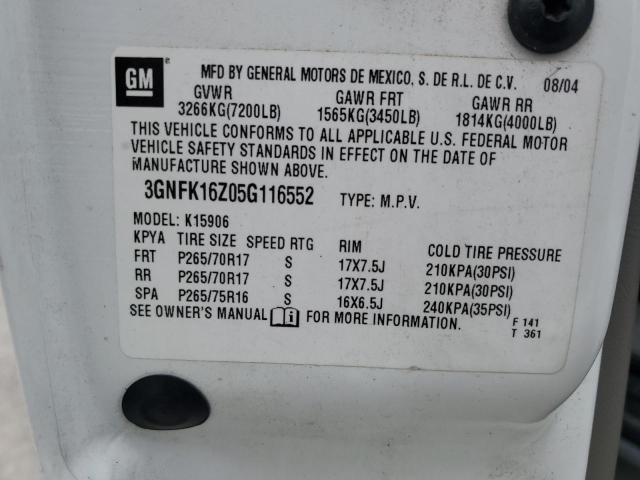 GM
MFD BY GENERAL MOTORS DE MEXICO, S. DE R.L. DE C.V. 08/04
GVWR GAWR FRT GAWR RR
3266KG(7200LB) 1565KG(3450LB) 1814KG(4000LB)
THIS VEHICLE CONFORMS TO ALL APPLICABLE U.S. FEDERAL MOTOR
VEHICLE SAFETY STANDARDS IN EFFECT ON THE DATE OF
MANUFACTURE SHOWN ABOVE.
3GNFK16Z05G116552 TYPE: M.P.V.
MODEL: K15906
KPYA TIRE SIZE SPEED RTG RIM COLD TIRE PRESSURE
FRT P265/70R17 S 17X7.5J 210KPA(30PSI)
RR P265/70R17 S 17X7.5J 210KPA(30PSI)
SPA P265/75R16 S 16X6.5J 240KPA(35PSI)
SEE OWNER'S MANUAL FOR MORE INFORMATION.
F 141
T 361